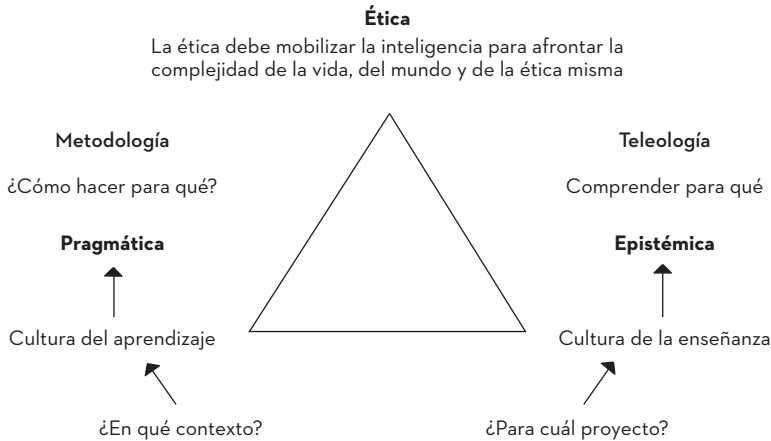 Ética
La ética debe mobilizar la inteligencia para afrontar la
complejidad de la vida, del mundo y de la ética misma
Metodología
Teleología
¿Cómo hacer para qué?
Comprender para qué
Pragmática
Epistémica
Cultura del aprendizaje
Cultura de la enseñanza
¿En qué contexto?
¿Para cuál proyecto?